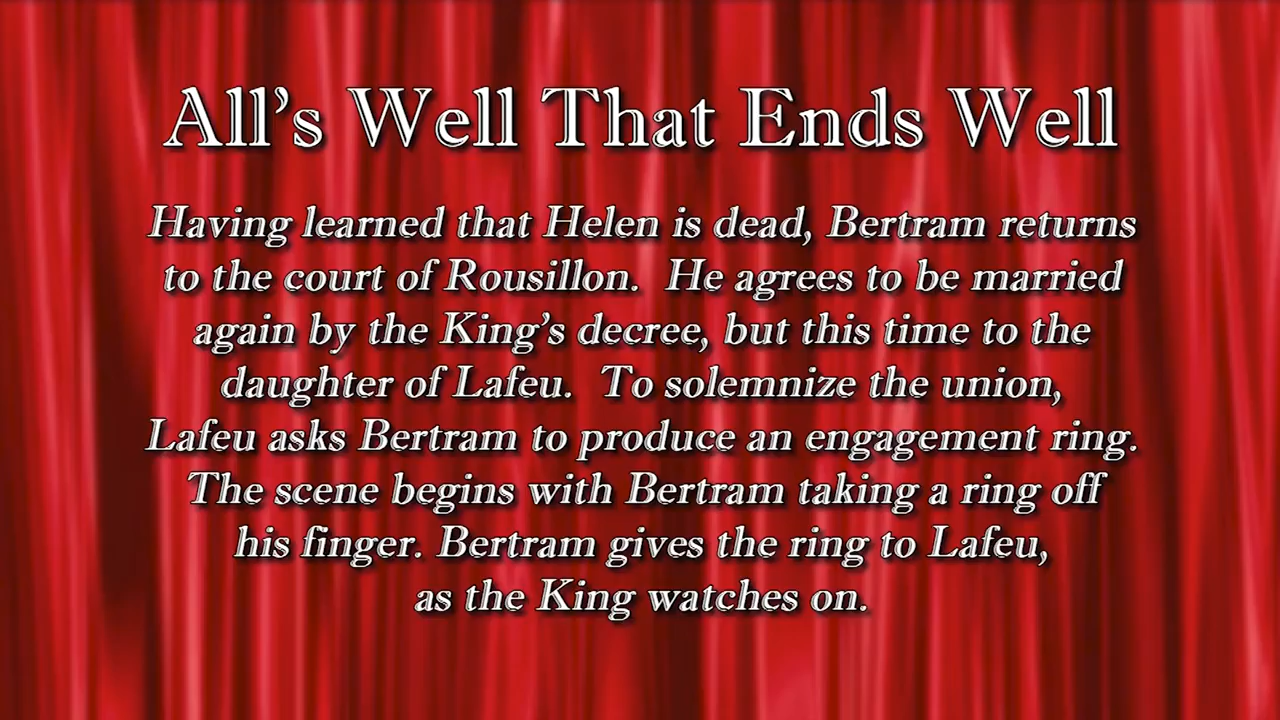 All’s Well That Ends Well
Having learned that Helen is dead, Bertram returns
to the court of Rousillon.  He agrees to be married
again by the King’s decree, but this time to the
daughter of Lafeu.  To solemnize the union,
Lafeu asks Bertram to produce an engagement ring.
The scene begins with Bertram taking a ring off
his finger. Bertram gives the ring to Lafeu,
as the King watches on.